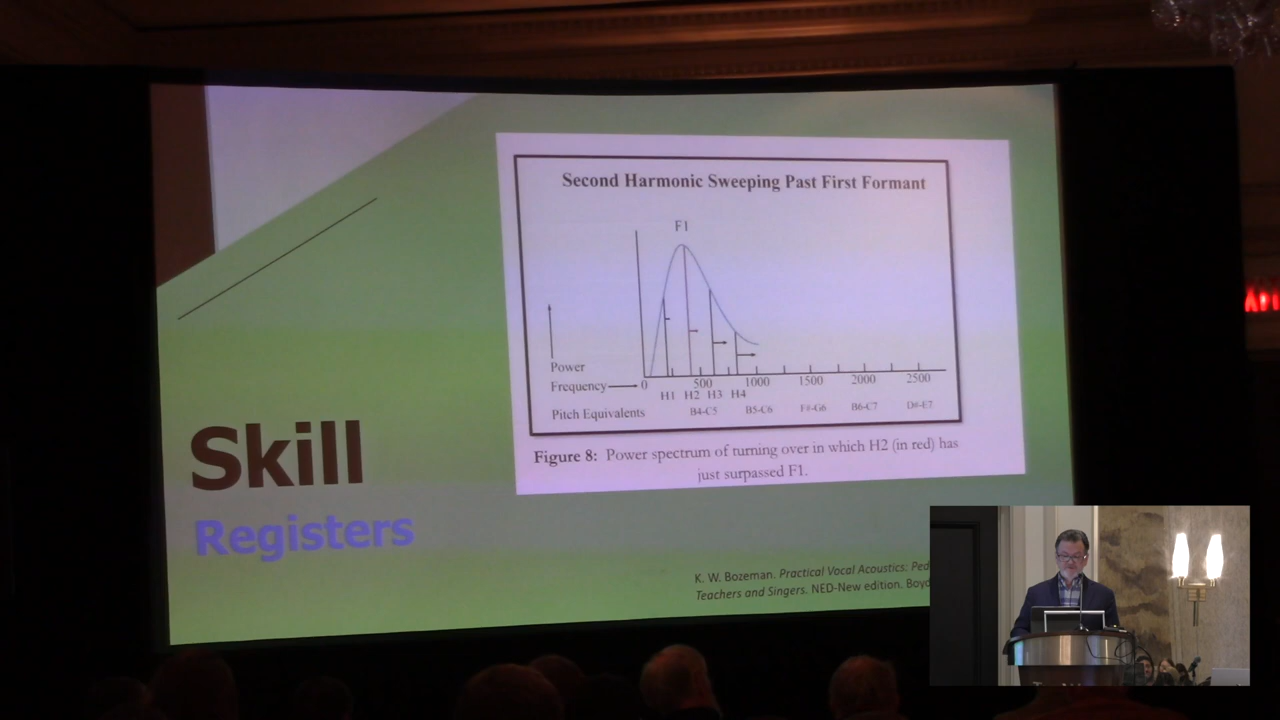 Second Harmonic Sweeping Past First Formant
F1
Power
Frequency
0 500 1000 1500 2000 2500
H1 H2 H3 H4
Pitch Equivalents B4-C5 B5-C6 F#-G6 B6-C7 D#-E7
Figure 8: Power spectrum of turning over in which H2 (in red) has
just surpassed F1.
Skill
Registers
K. W. Bozeman. Practical Vocal Acoustics:
Teachers and Singers. NED-New edition.